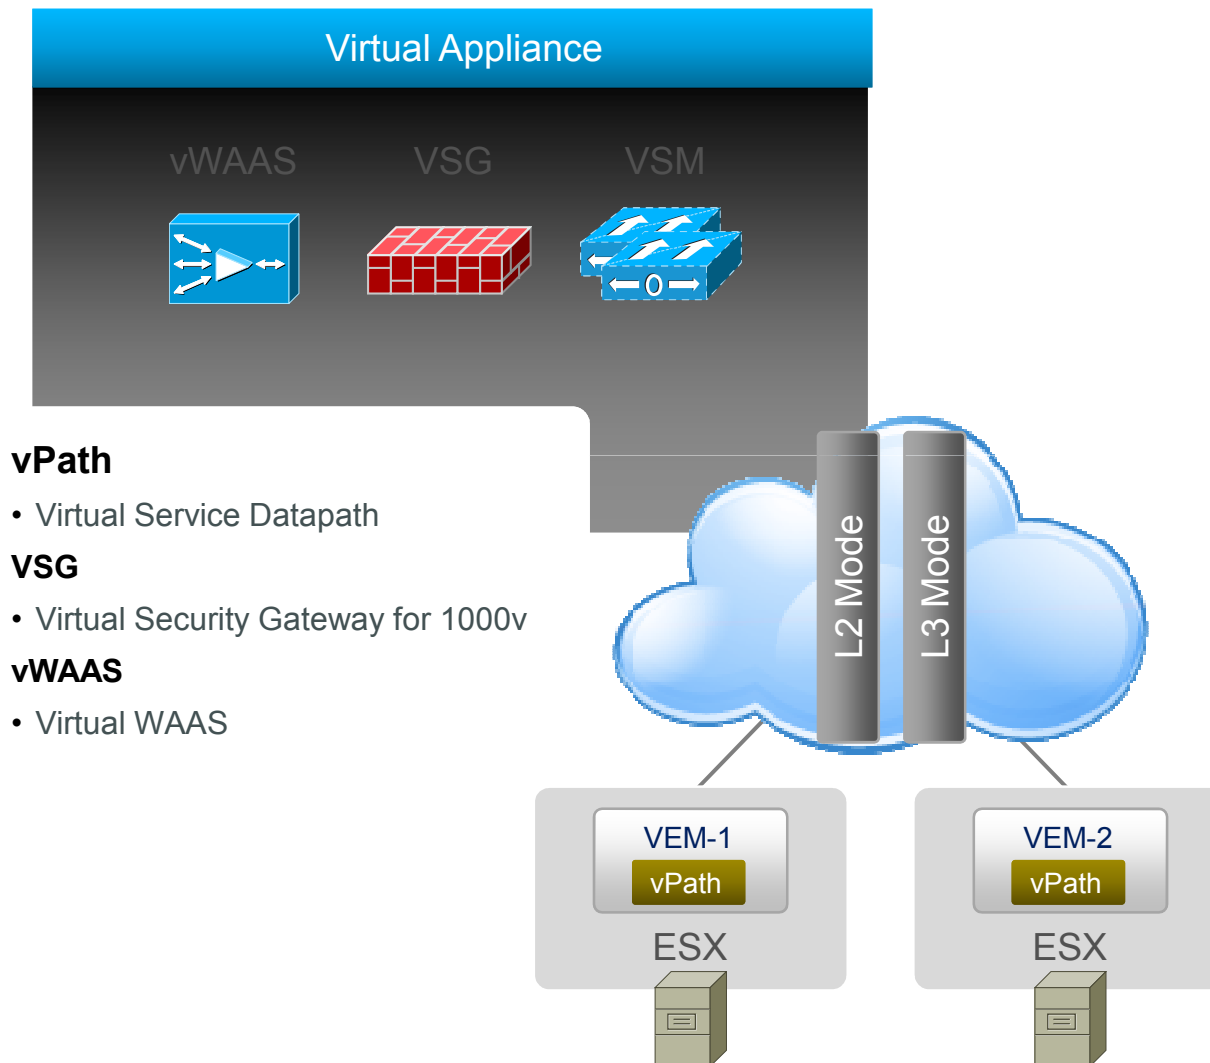 Virtual Appliance
vWAAS
VSG
VSM
vPath
• Virtual Service Datapath
VSG
• Virtual Security Gateway for 1000v
vWAAS
• Virtual WAAS
L2 Mode
L3 Mode
VEM-1
vPath
ESX
VEM-2
vPath
ESX